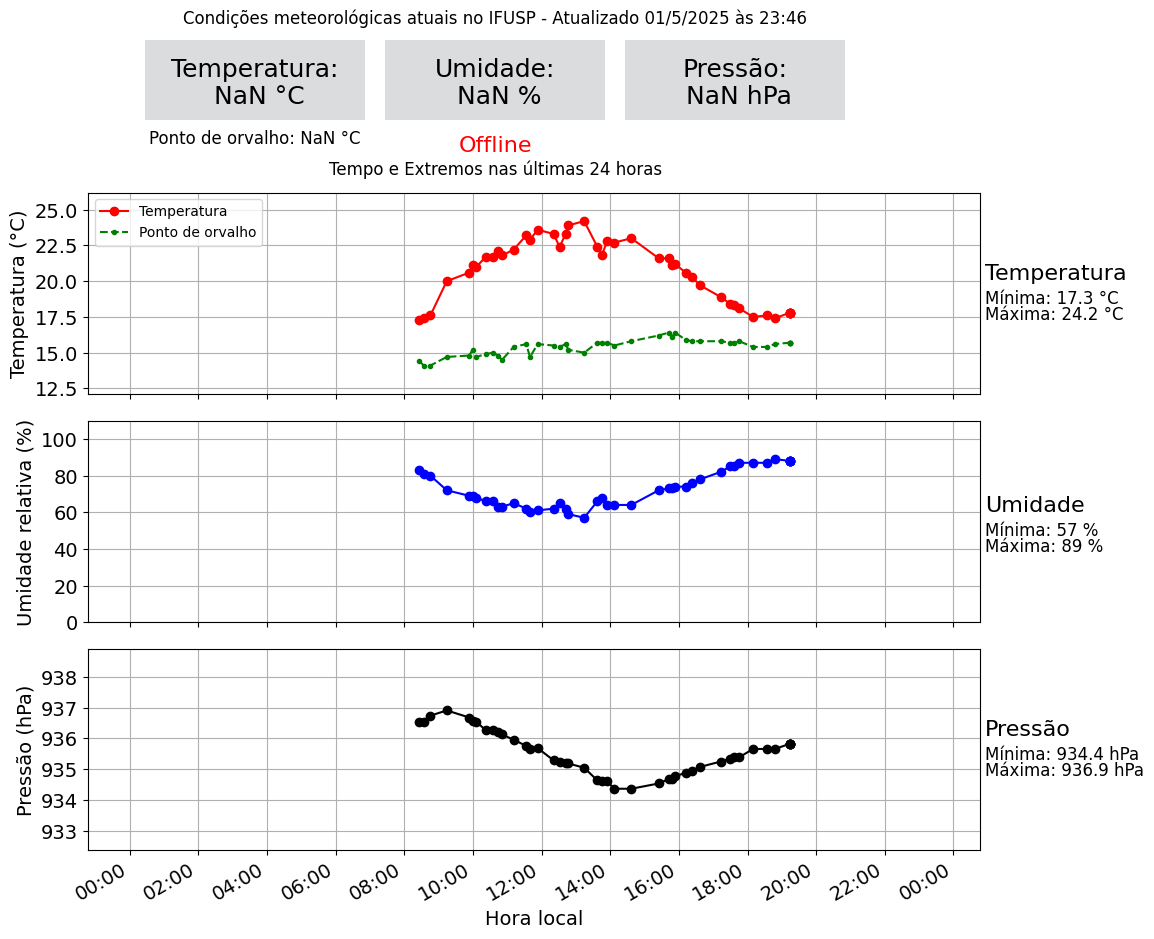 Condições meteorológicas atuais no IFUSP - Atualizado 01/5/2025 às 23:46
Temperatura:
NaN °C
Umidade:
NaN %
Pressão:
NaN hPa
Ponto de orvalho: NaN °C
Offline
Tempo e Extremos nas últimas 24 horas
Temperatura (°C)
25.0
22.5
20.0
17.5
15.0
12.5
Temperatura
Ponto de orvalho
Temperatura
Mínima: 17.3 °C
Máxima: 24.2 °C
Umidade relativa (%)
100
80
60
40
20
0
Umidade
Mínima: 57 %
Máxima: 89 %
Pressão (hPa)
938
937
936
935
934
933
Pressão
Mínima: 934.4 hPa
Máxima: 936.9 hPa
00:00 02:00 04:00 06:00 08:00 10:00 12:00 14:00 16:00 18:00 20:00 22:00 00:00
Hora local